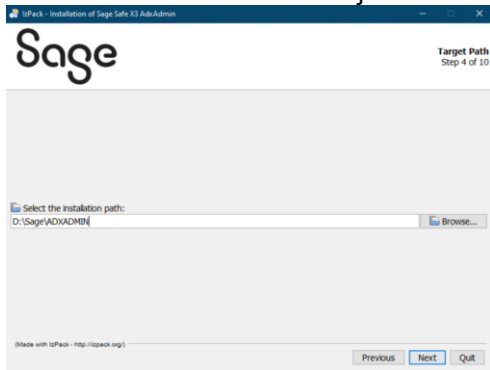 IzPack - Installation of Sage Safe X3 AdxAdmin
Sage
Target Path
Step 4 of 10
Select the installation path:
D:\Sage\ADXADMIN
Browse...
(Made with IzPack - http://izpack.org/)
Previous Next Quit